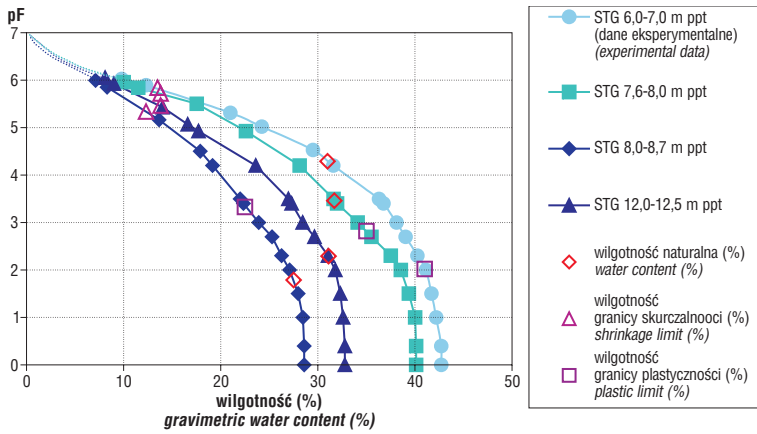 pF
7
6
5
4
3
2
1
0
0
10
20
30
40
50
wilgotność (%)
gravimetric water content (%)
STG 6,0-7,0 m ppt
(dane eksperymentalne)
(experimental data)
STG 7,6-8,0 m ppt
STG 8,0-8,7 m ppt
STG 12,0-12,5 m ppt
wilgotność naturalna (%)
water content (%)
wilgotność
granicy skurczalnooci (%)
shrinkage limit (%)
wilgotność
granicy plastyczności (%)
plastic limit (%)